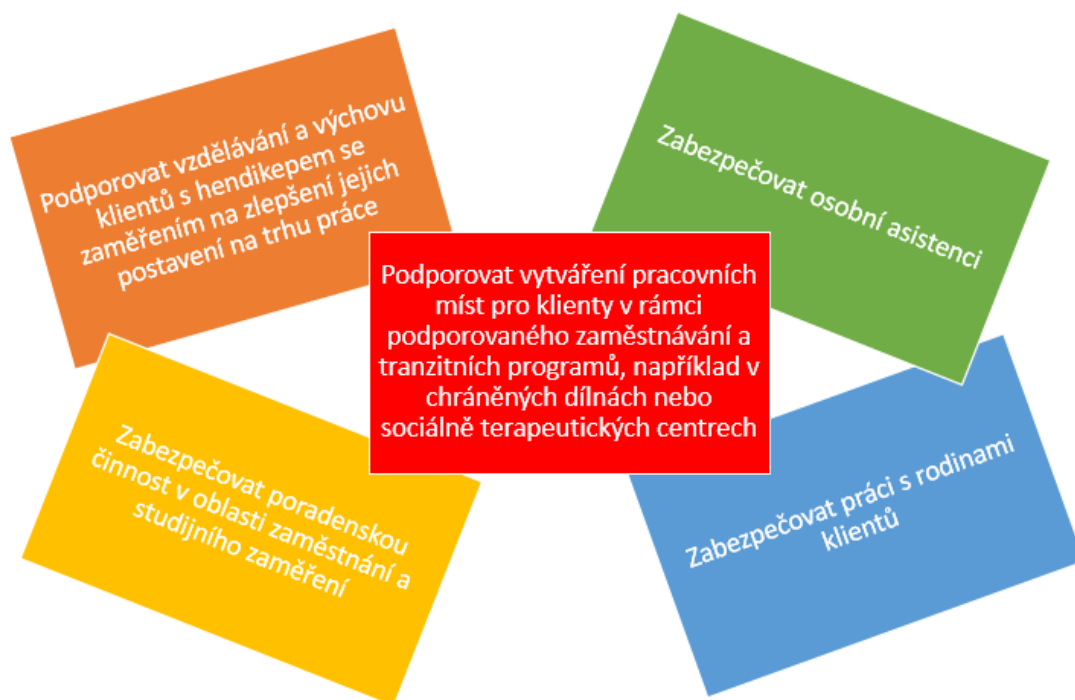 Podporovat vzdělávání a výchovu
klientů s hendikepem se
zaměřením na zlepšení jejich
postavení na trhu práce
Zabezpečovat osobní asistenci
Podporovat vytváření pracovních
míst pro klienty v rámci
podporovaného zaměstnávání a
tranzitních programů, například v
chráněných dílnách nebo
sociálně terapeutických centrech
Zabezpečovat poradenskou
činnost v oblasti zaměstnání a
studijního zaměření
Zabezpečovat práci s rodinami
klientů